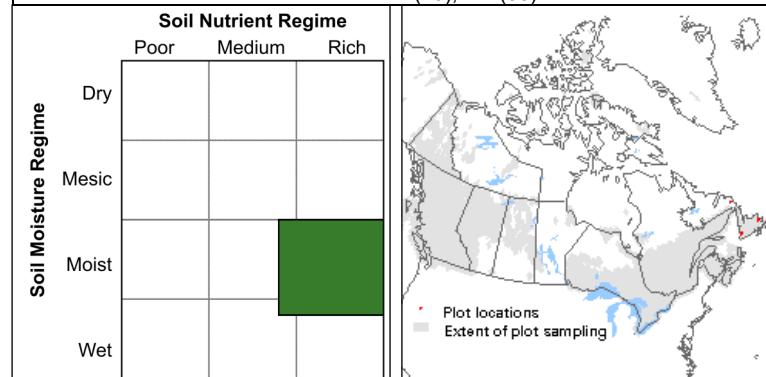 Soil Nutrient Regime
Poor Medium Rich
Soil Moisture Regime
Dry
Mesic
Moist
Wet
Plot locations
Extent of plot sampling